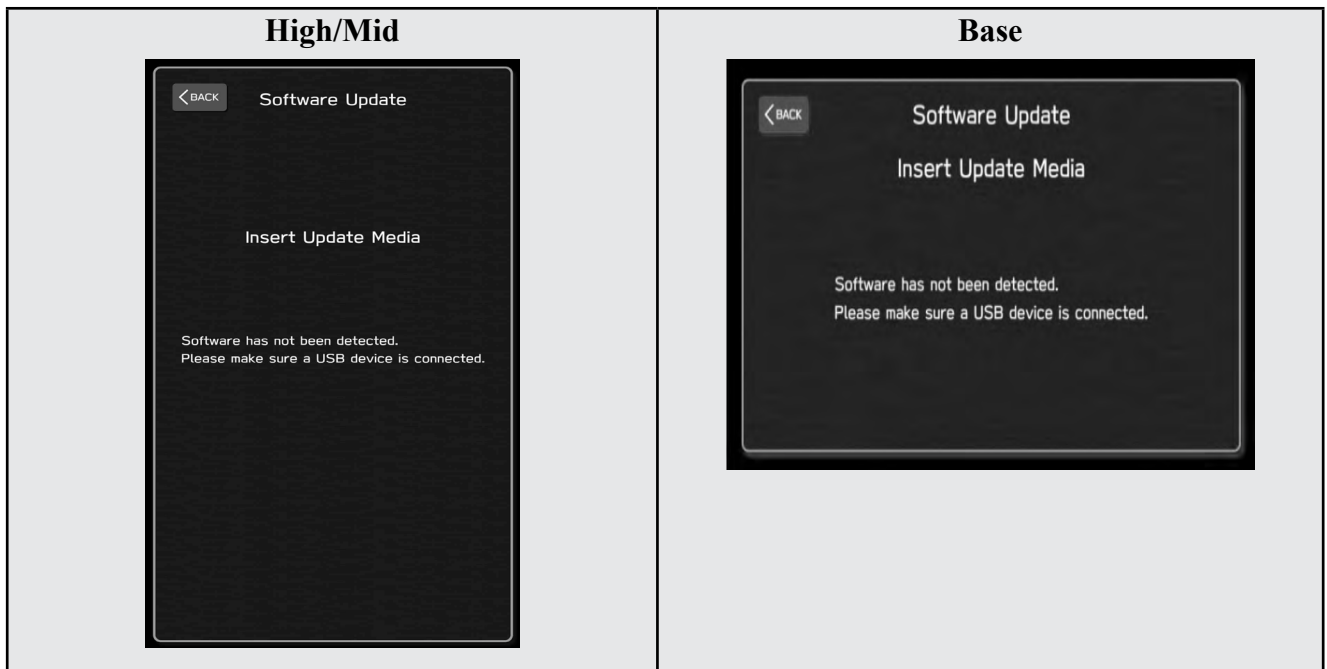 High/Mid
BACK
Software Update
Insert Update Media
Software has not been detected.
Please make sure a USB device is connected.
Base
BACK
Software Update
Insert Update Media
Software has not been detected.
Please make sure a USB device is connected.